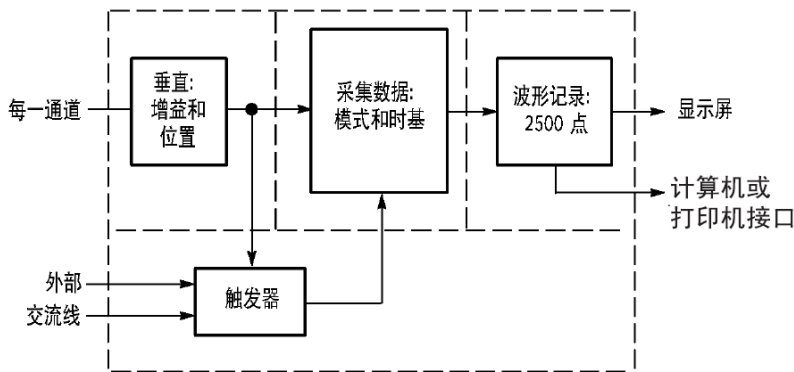 每一通道
垂直:
增益和
位置
采集数据:
模式和时基
波形记录:
2500 点
显示屏
计算机或
打印机接口
外部
交流线
触发器